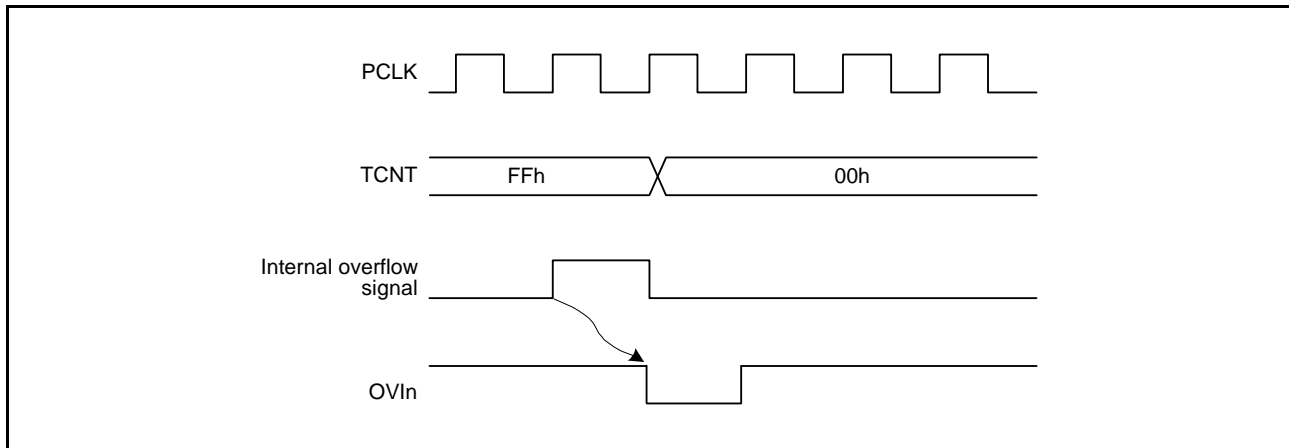 PCLK
TCNT
FFh
00h
Internal overflow
signal
OVIn